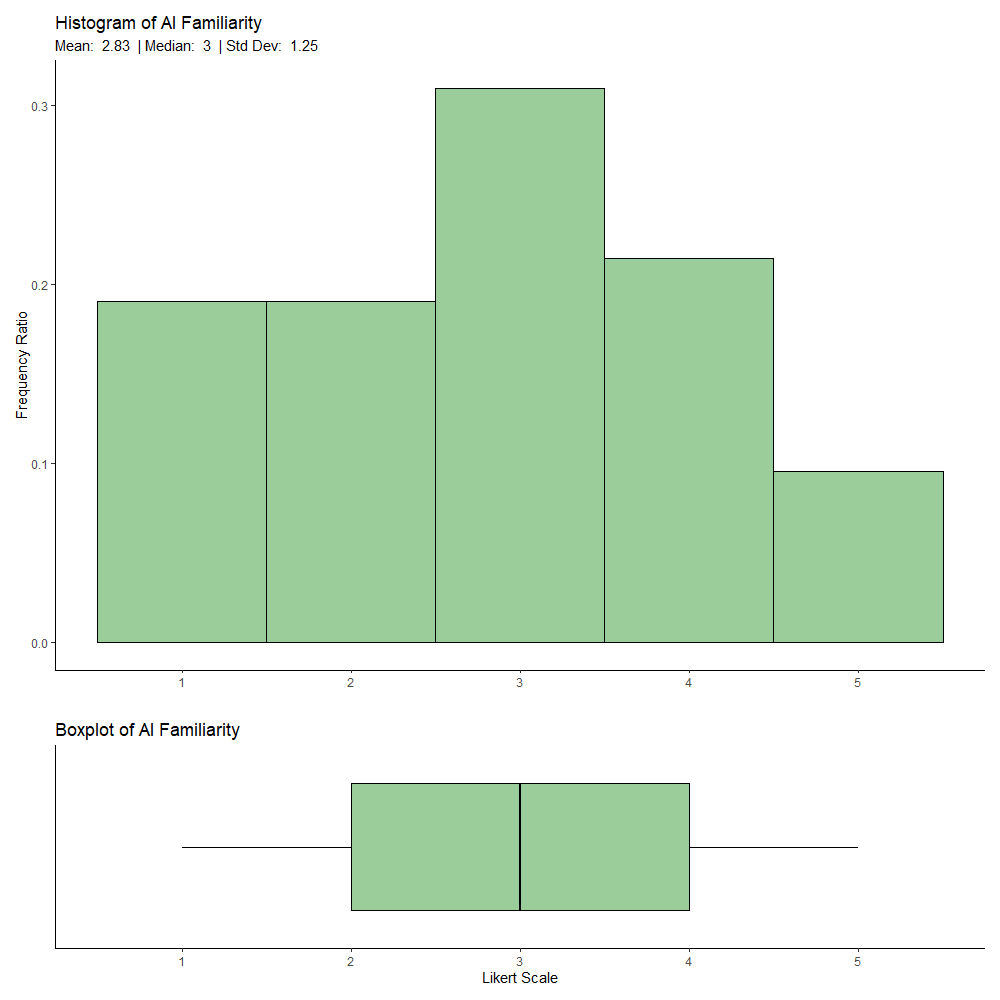 Histogram of AI Familiarity
Mean:  2.83  | Median:  3  | Std Dev:  1.25
Frequency Ratio
0.3
0.2
0.1
0.0
1 2 3 4 5
Boxplot of AI Familiarity
1 2 3 4 5
Likert Scale